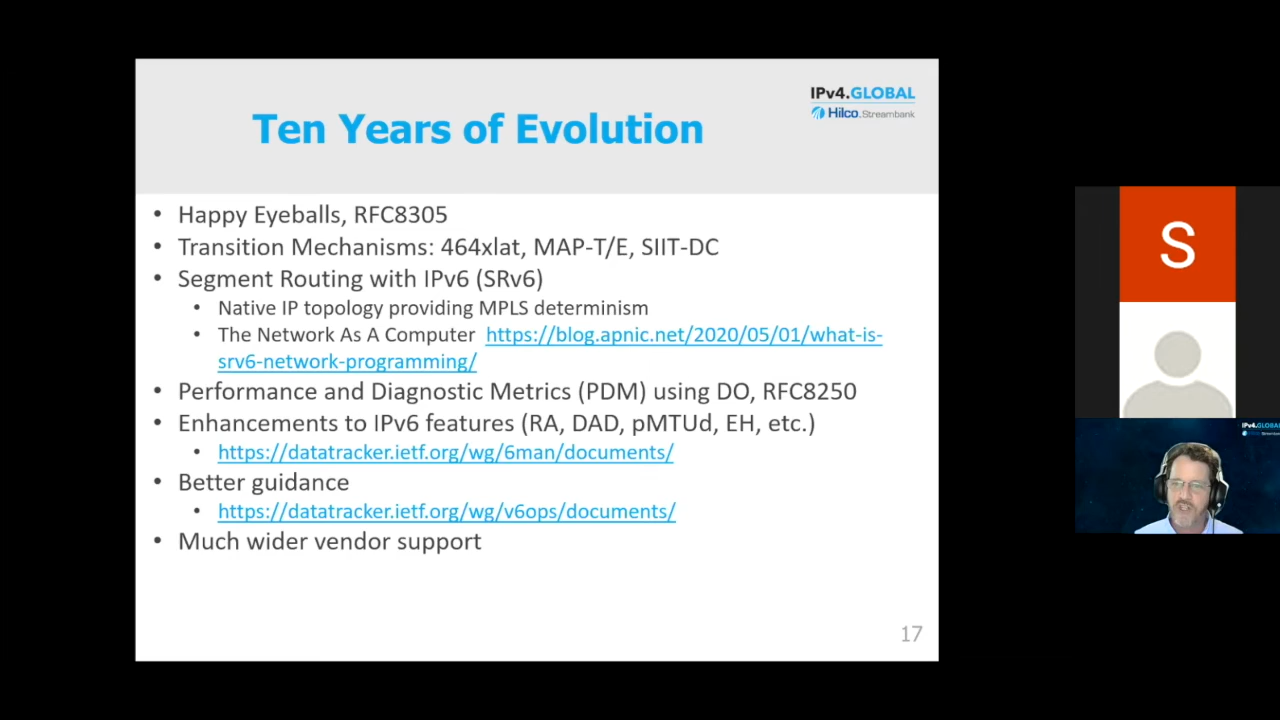 IPv4.GLOBAL
Hilco.Streambank
Ten Years of Evolution
• Happy Eyeballs, RFC8305
• Transition Mechanisms: 464xlat, MAP-T/E, SIIT-DC
• Segment Routing with IPv6 (SRv6)
• Native IP topology providing MPLS determinism
• The Network As A Computer https://blog.apnic.net/2020/05/01/what-is-
srv6-network-programming/
• Performance and Diagnostic Metrics (PDM) using DO, RFC8250
• Enhancements to IPv6 features (RA, DAD, pMTUd, EH, etc.)
• https://datatracker.ietf.org/wg/6man/documents/
• Better guidance
• https://datatracker.ietf.org/wg/v6ops/documents/
• Much wider vendor support
17
S
IPv4.GLOBAL